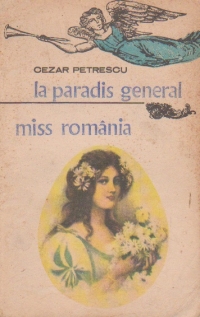 CEZAR PETRESCU
la paradis general
miss românia